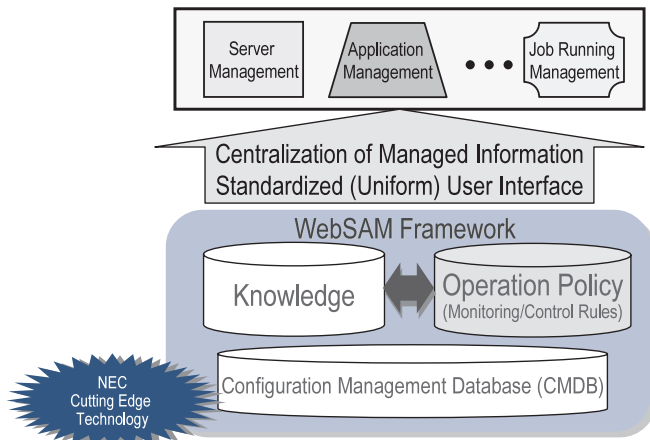 Server
Management
Application
Management
Job Running
Management
Centralization of Managed Information
Standardized (Uniform) User Interface
WebSAM Framework
Knowledge
Operation Policy
(Monitoring/Control Rules)
Configuration Management Database (CMDB)
NEC
Cutting Edge
Technology